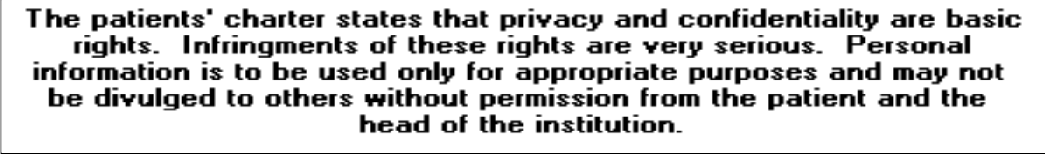 The patients' charter states that privacy and confidentiality are basic
rights.  Infringments of these rights are very serious.  Personal
information is to be used only for appropriate purposes and may not
be divulged to others without permission from the patient and the
head of the institution.